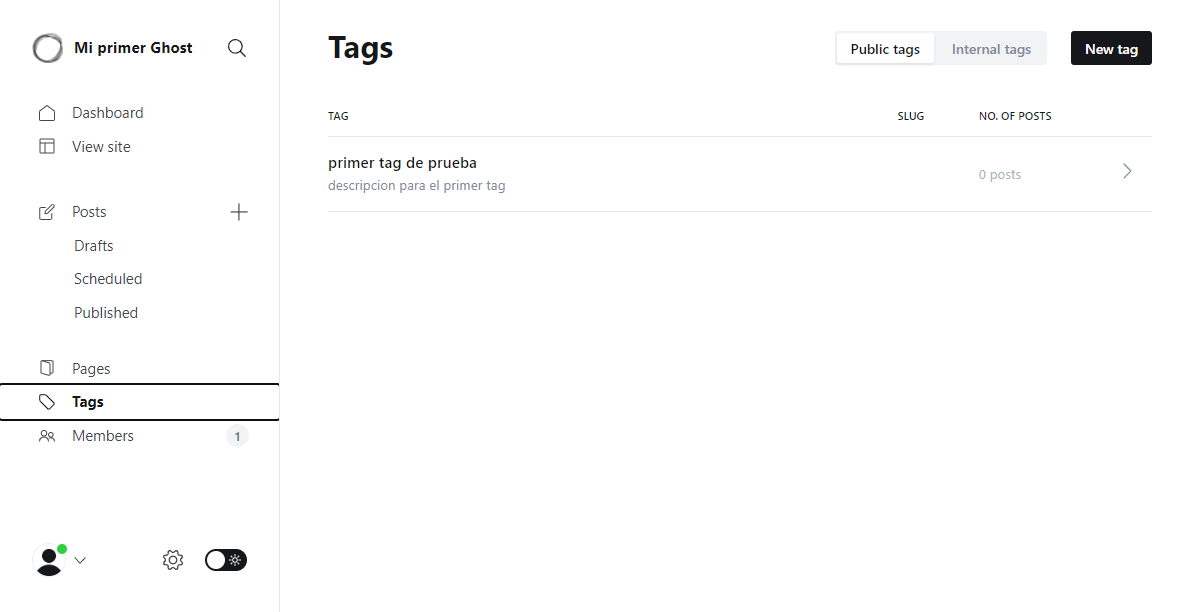 Mi primer Ghost
Dashboard
View site
Posts
Drafts
Scheduled
Published
Pages
Tags
Members 1
Tags
Public tags Internal tags New tag
TAG SLUG NO. OF POSTS
primer tag de prueba
descripcion para el primer tag
0 posts